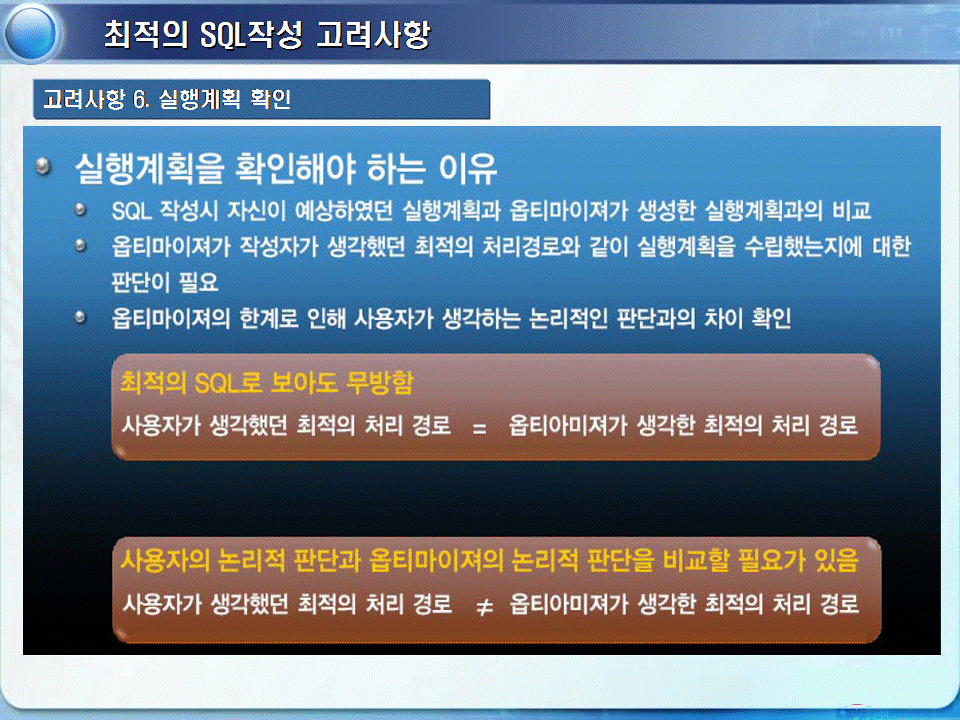 최적의 SQL작성 고려사항
고려사항 6. 실행계획 확인
실행계획을 확인해야 하는 이유
SQL 작성시 자신이 예상하였던 실행계획과 옵티마이져가 생성한 실행계획과의 비교
옵티마이져가 작성자가 생각했던 최적의 처리경로와 같이 실행계획을 수립했는지에 대한
판단이 필요
옵티마이져의 한계로 인해 사용자가 생각하는 논리적인 판단과의 차이 확인
최적의 SQL로 보아도 무방함
사용자가 생각했던 최적의 처리 경로 = 옵티아미져가 생각한 최적의 처리 경로
사용자의 논리적 판단과 옵티마이져의 논리적 판단을 비교할 필요가 있음
사용자가 생각했던 최적의 처리 경로 ≠ 옵티아미져가 생각한 최적의 처리 경로